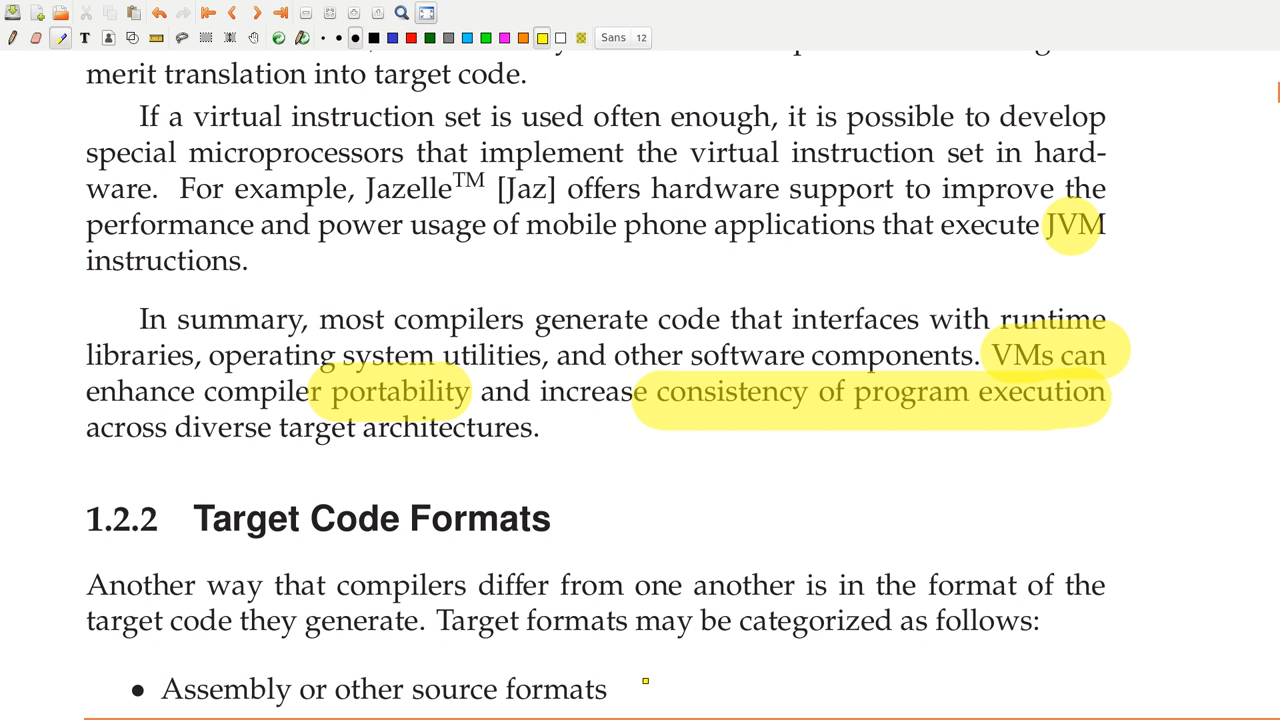 T
Sans 12
merit translation into target code.
If a virtual instruction set is used often enough, it is possible to develop
special microprocessors that implement the virtual instruction set in hard-
ware. For example, Jazelle™ [Jaz] offers hardware support to improve the
performance and power usage of mobile phone applications that execute JVM
instructions.
In summary, most compilers generate code that interfaces with runtime
libraries, operating system utilities, and other software components. VMs can
enhance compiler portability and increase consistency of program execution
across diverse target architectures.
1.2.2 Target Code Formats
Another way that compilers differ from one another is in the format of the
target code they generate. Target formats may be categorized as follows:
• Assembly or other source formats